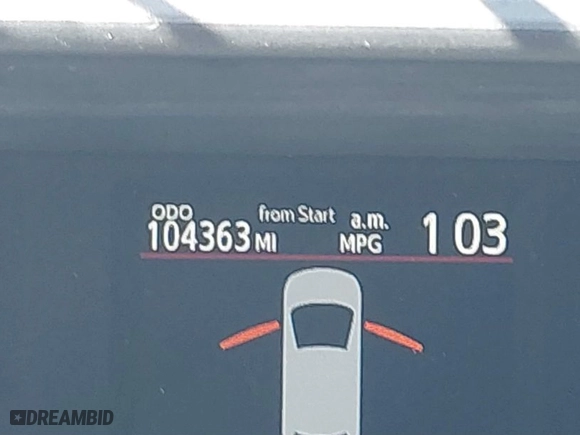 ODO from Start a.m. 1 03
104363 MI MPG
DREAMBID